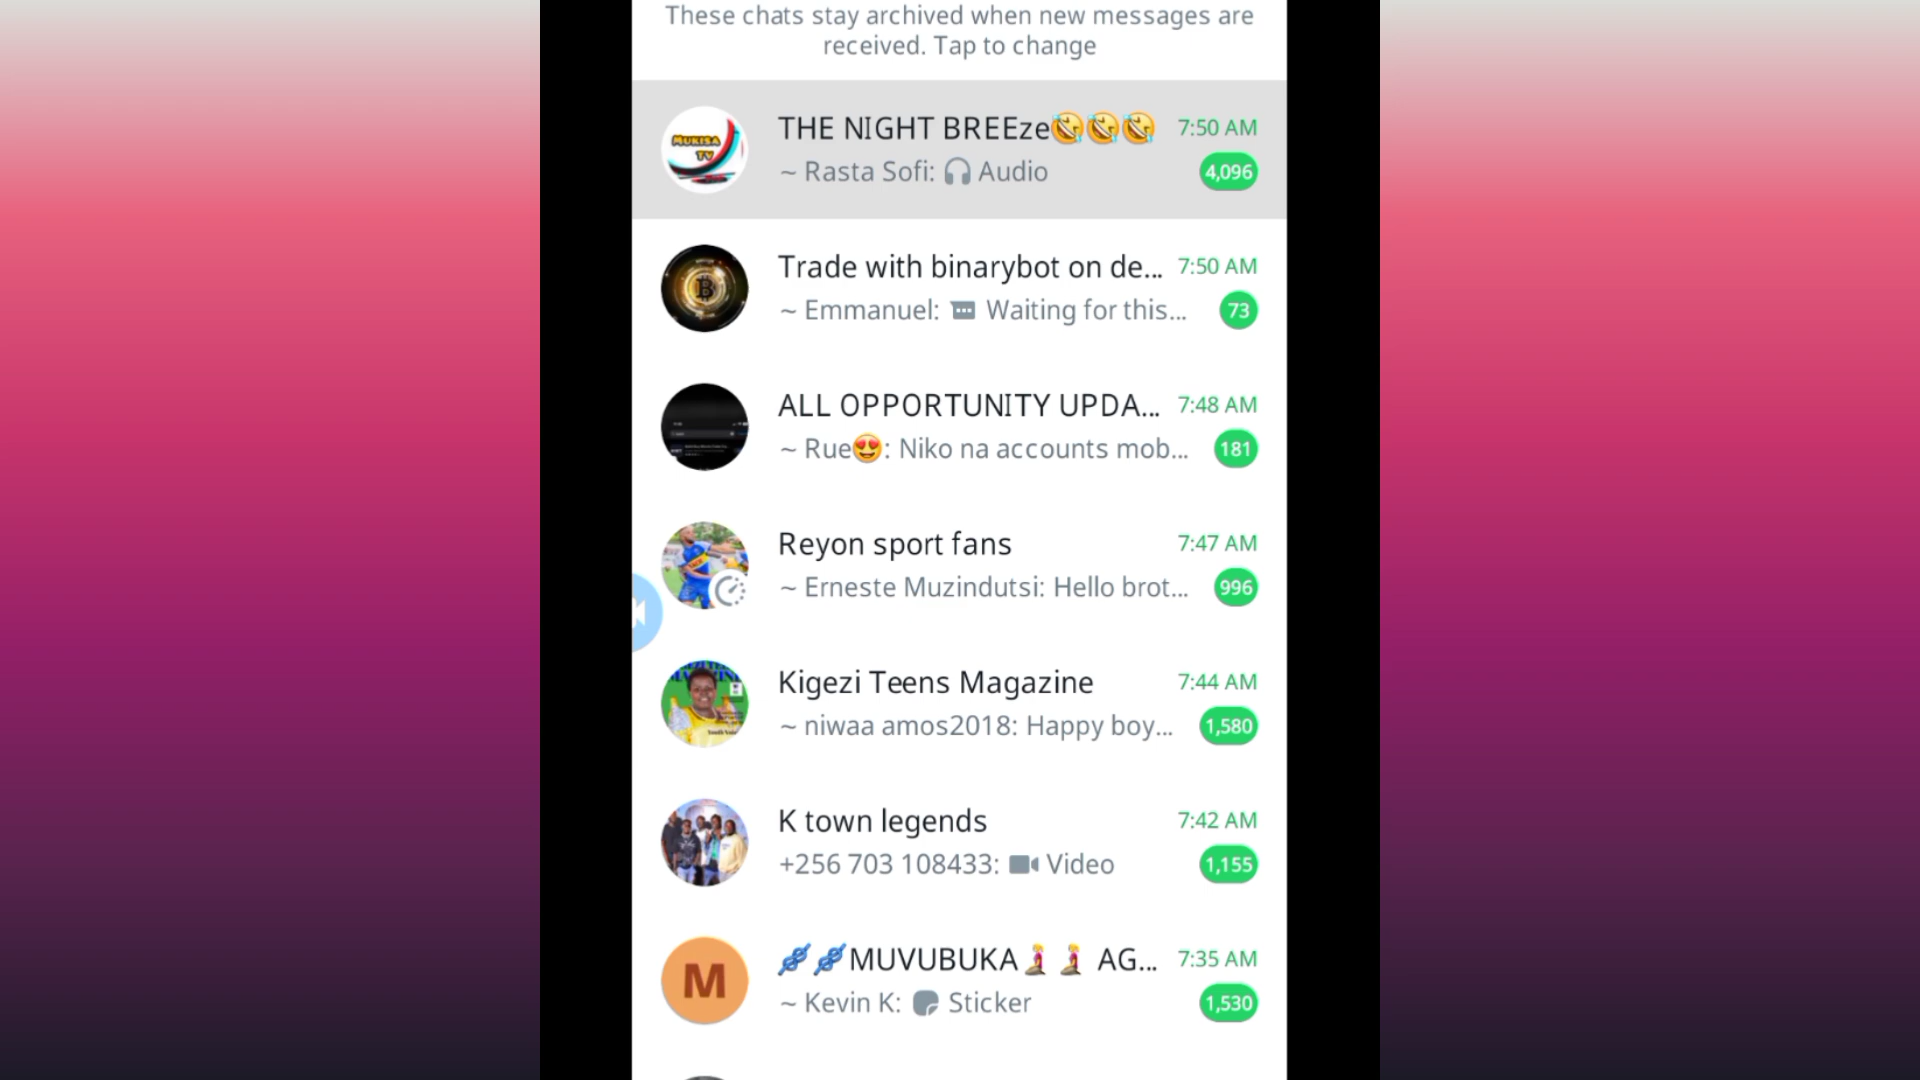 These chats stay archived when new messages are
received. Tap to change
THE NIGHT BREEze🤣🤣🤣 7:50 AM
MUKISA
TV
~ Rasta Sofi: 🎧 Audio 4,096
Trade with binarybot on de... 7:50 AM
~ Emmanuel: Waiting for this... 73
ALL OPPORTUNITY UPDA... 7:48 AM
~ Rue😍: Niko na accounts mob... 181
Reyon sport fans 7:47 AM
~ Erneste Muzindutsi: Hello brot... 996
Kigezi Teens Magazine 7:44 AM
~ niwaa amos2018: Happy boy... 1,580
K town legends 7:42 AM
+256 703 108433: Video 1,155
M
🪢🪢MUVUBUKA🧜‍♀️🧜‍♀️ AG... 7:35 AM
~ Kevin K: Sticker 1,530